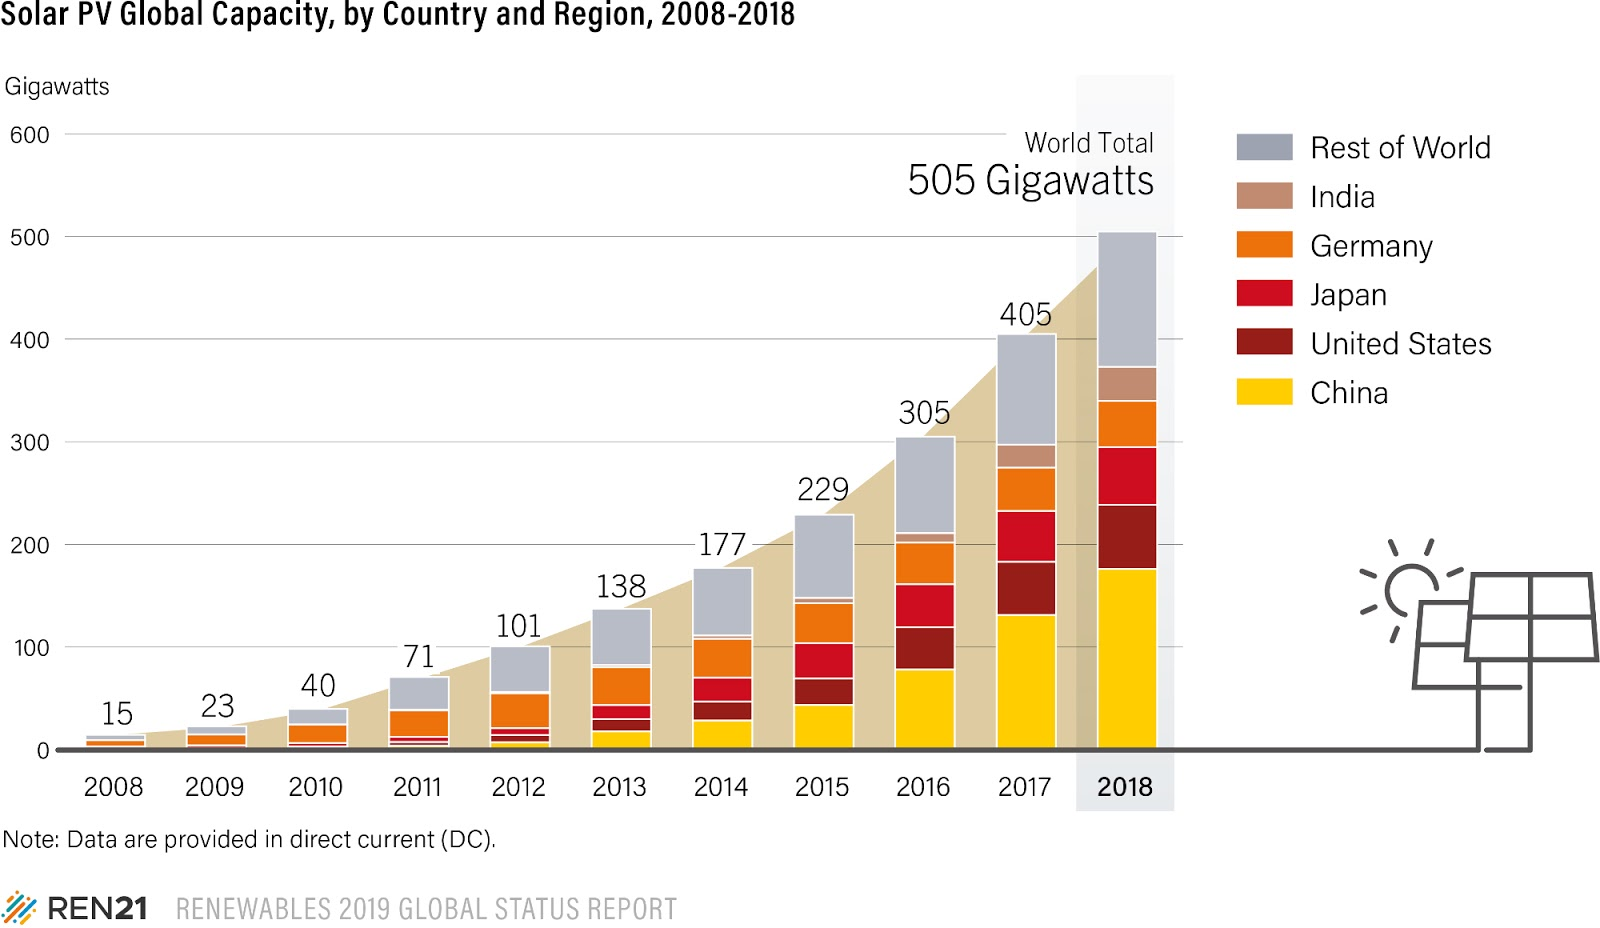 Solar PV Global Capacity, by Country and Region, 2008-2018
Gigawatts
600
500
400
300
200
100
0
World Total
505 Gigawatts
15
23
40
71
101
138
177
229
305
405
2008
2009
2010
2011
2012
2013
2014
2015
2016
2017
2018
Rest of World
India
Germany
Japan
United States
China
Note: Data are provided in direct current (DC).
REN21 RENEWABLES 2019 GLOBAL STATUS REPORT